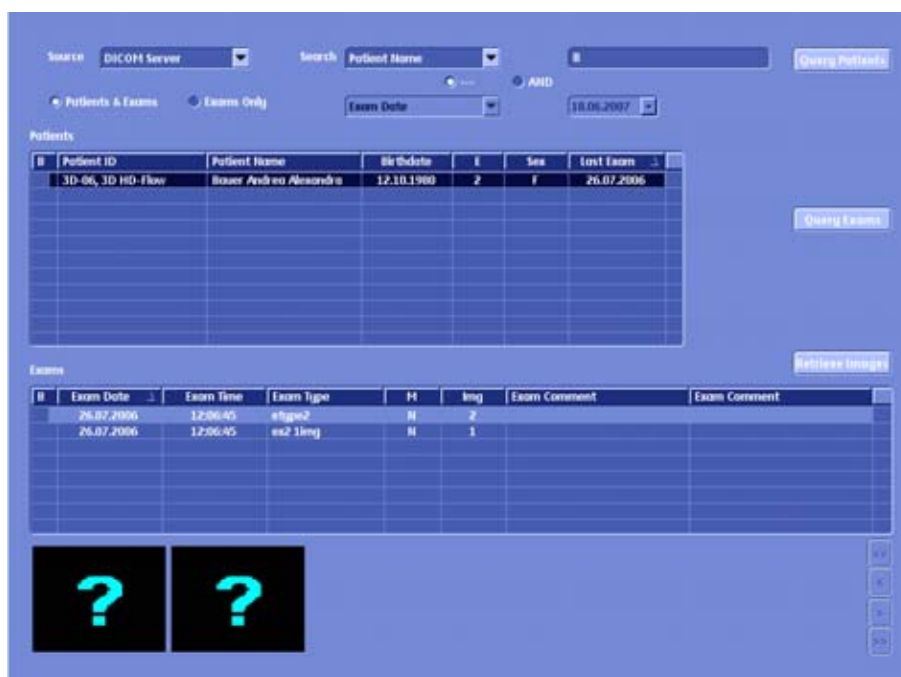 Source DICOM Server Search Patient Name B Query Patients
--- AND
Patients & Exams Exams Only Exam Date 18.06.2007
Patients
B Patient ID Patient Name Birthdate E Sex Last Exam
3D-06, 3D HD-Flow Bauer Andrea Alexandra 12.10.1980 2 F 26.07.2006
Query Exams
Retrieve Images
Exams
B Exam Date Exam Time Exam Type M Img Exam Comment Exam Comment
26.07.2006 12:06:45 etype2 N 2
26.07.2006 12:06:45 ex2 1img N 1
? ?
<
>
>>